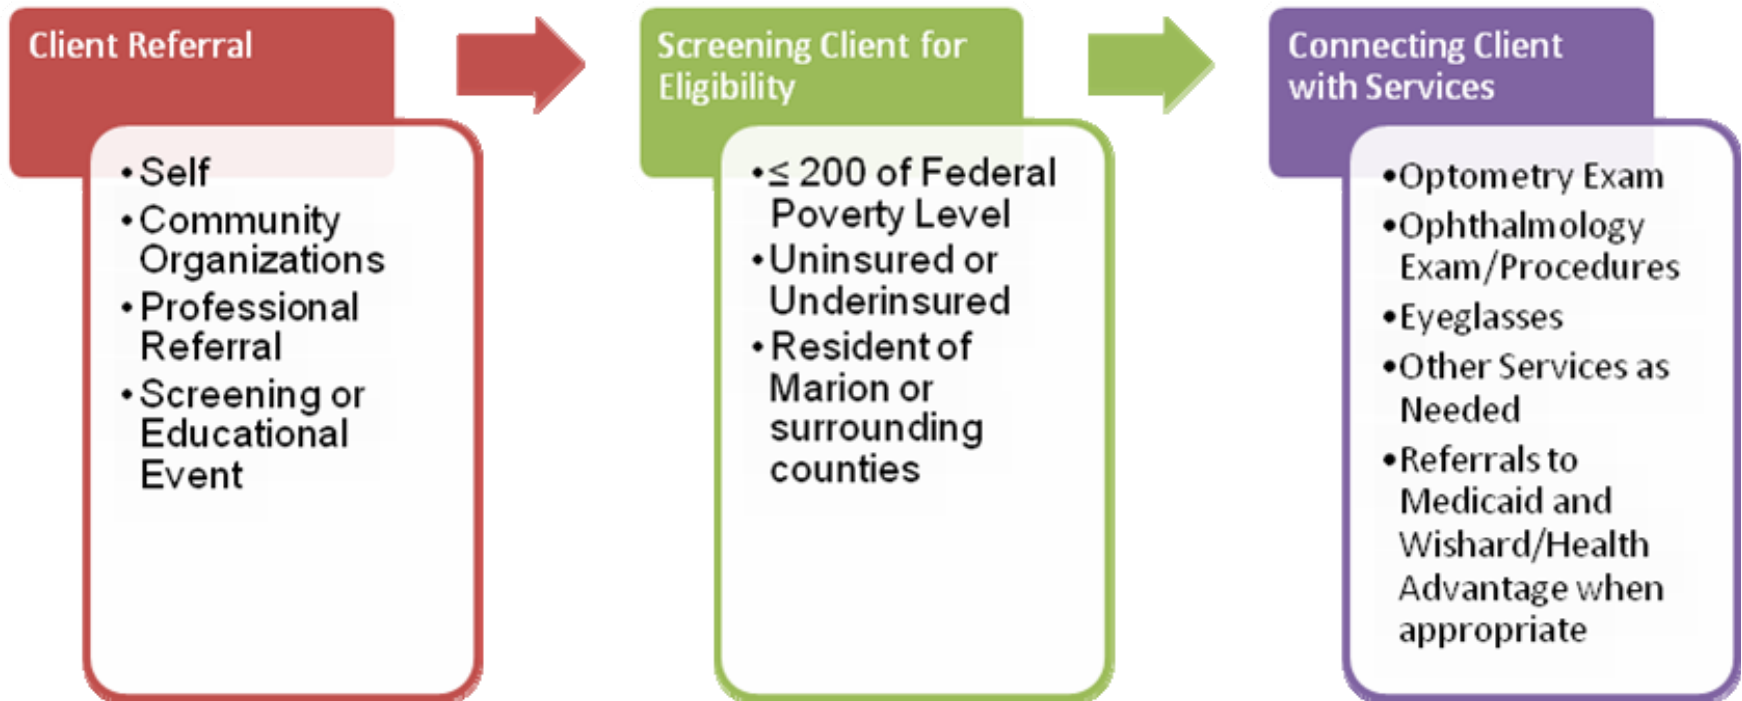 Client Referral
• Self
• Community
Organizations
• Professional
Referral
• Screening or
Educational
Event
Screening Client for
Eligibility
• ≤ 200 of Federal
Poverty Level
• Uninsured or
Underinsured
• Resident of
Marion or
surrounding
counties
Connecting Client
with Services
• Optometry Exam
• Ophthalmology
Exam/Procedures
• Eyeglasses
• Other Services as
Needed
• Referrals to
Medicaid and
Wishard/Health
Advantage when
appropriate